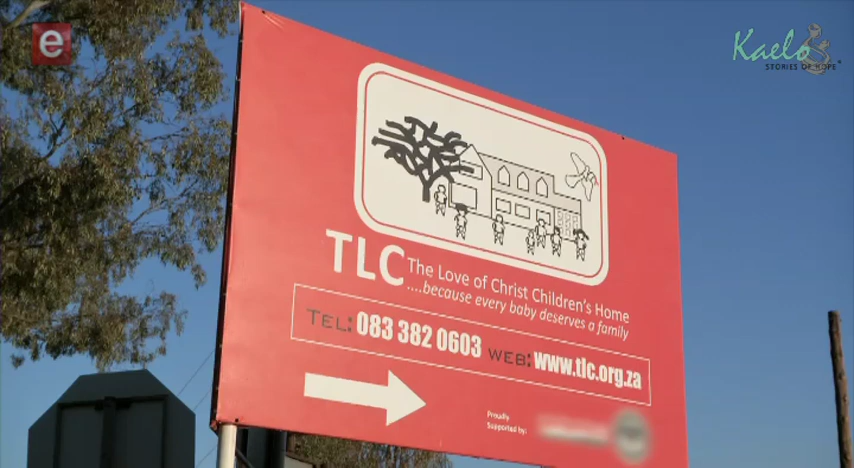 e
Kaelo
STORIES OF HOPE
TLC The Love of Christ Children's Home
....because every baby deserves a family
TEL: 083 382 0603 WEB: www.tlc.org.za
Proudly
Supported by: